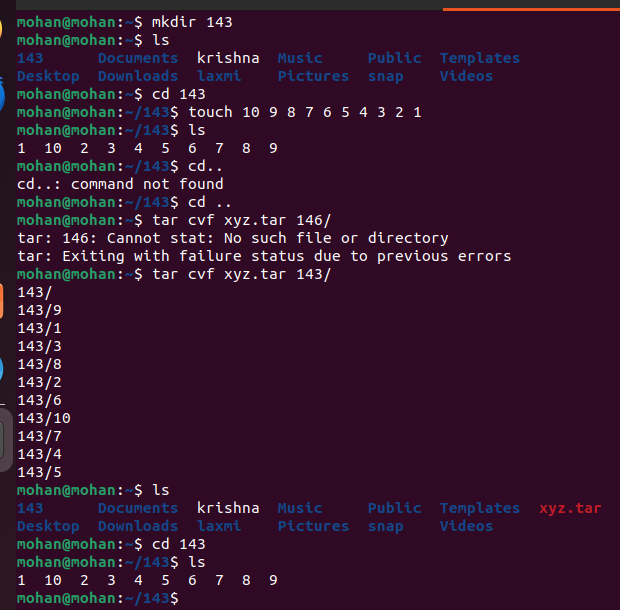 mohan@mohan:~$ mkdir 143
mohan@mohan:~$ ls
143      Documents  krishna  Music     Public  Templates
Desktop  Downloads  laxmi    Pictures  snap    Videos
mohan@mohan:~$ cd 143
mohan@mohan:~/143$ touch 10 9 8 7 6 5 4 3 2 1
mohan@mohan:~/143$ ls
1  10  2  3  4  5  6  7  8  9
mohan@mohan:~/143$ cd..
cd..: command not found
mohan@mohan:~/143$ cd ..
mohan@mohan:~$ tar cvf xyz.tar 146/
tar: 146: Cannot stat: No such file or directory
tar: Exiting with failure status due to previous errors
mohan@mohan:~$ tar cvf xyz.tar 143/
143/
143/9
143/1
143/3
143/8
143/2
143/6
143/10
143/7
143/4
143/5
mohan@mohan:~$ ls
143      Documents  krishna  Music     Public  Templates  xyz.tar
Desktop  Downloads  laxmi    Pictures  snap    Videos
mohan@mohan:~$ cd 143
mohan@mohan:~/143$ ls
1  10  2  3  4  5  6  7  8  9
mohan@mohan:~/143$